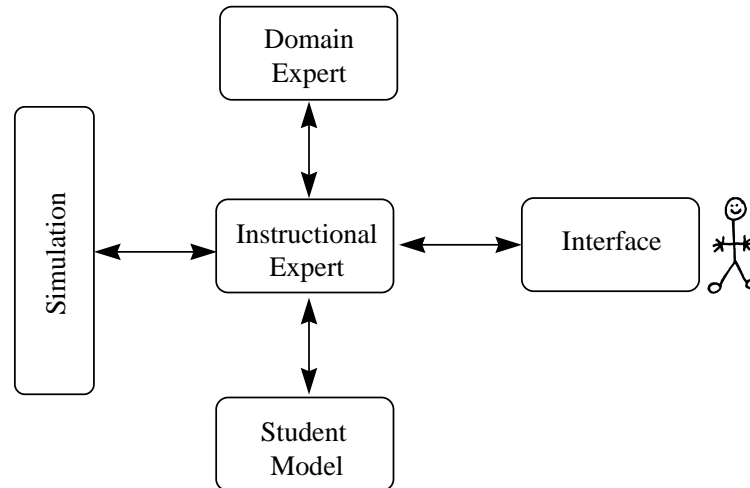 Domain
Expert
Simulation
Instructional
Expert
Interface
Student
Model